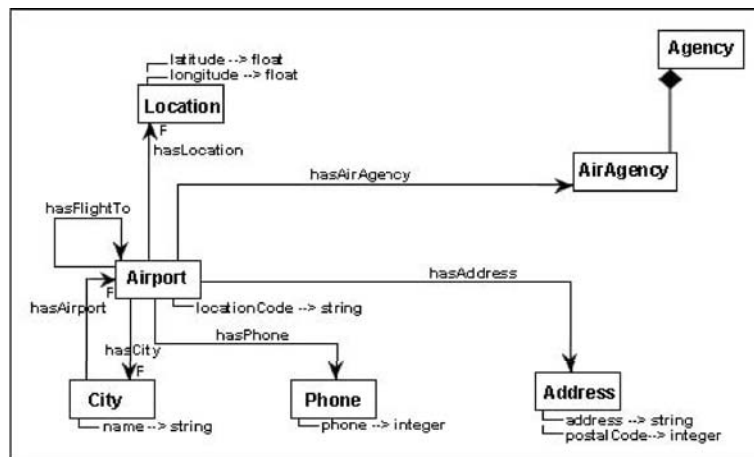 latitude --> float
longitude --> float
Agency
Location
F
hasLocation
AirAgency
hasAirAgency
hasFlightTo
Airport
hasAddress
F
hasAirport
locationCode --> string
hasPhone
hasCity
F
City
Phone
Address
name --> string
phone --> integer
address --> string
postalCode--> integer